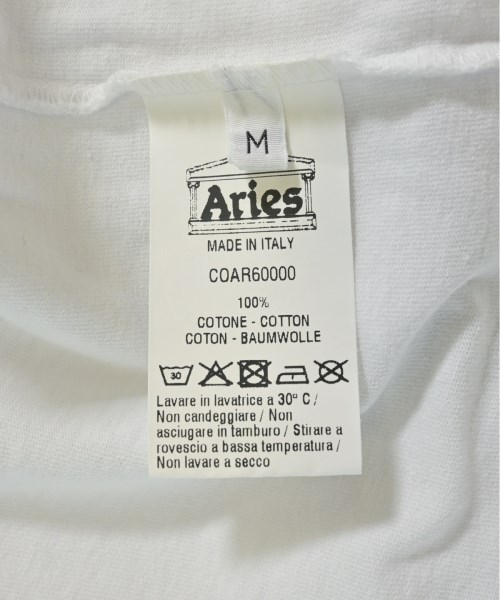 M
Aries
MADE IN ITALY
COAR60000
100%
COTONE - COTTON
COTON - BAUMWOLLE
30
Lavare in lavatrice a 30° C /
Non candeggiare / Non
asciugare in tamburo / Stirare a
rovescio a bassa temperatura /
Non lavare a secco